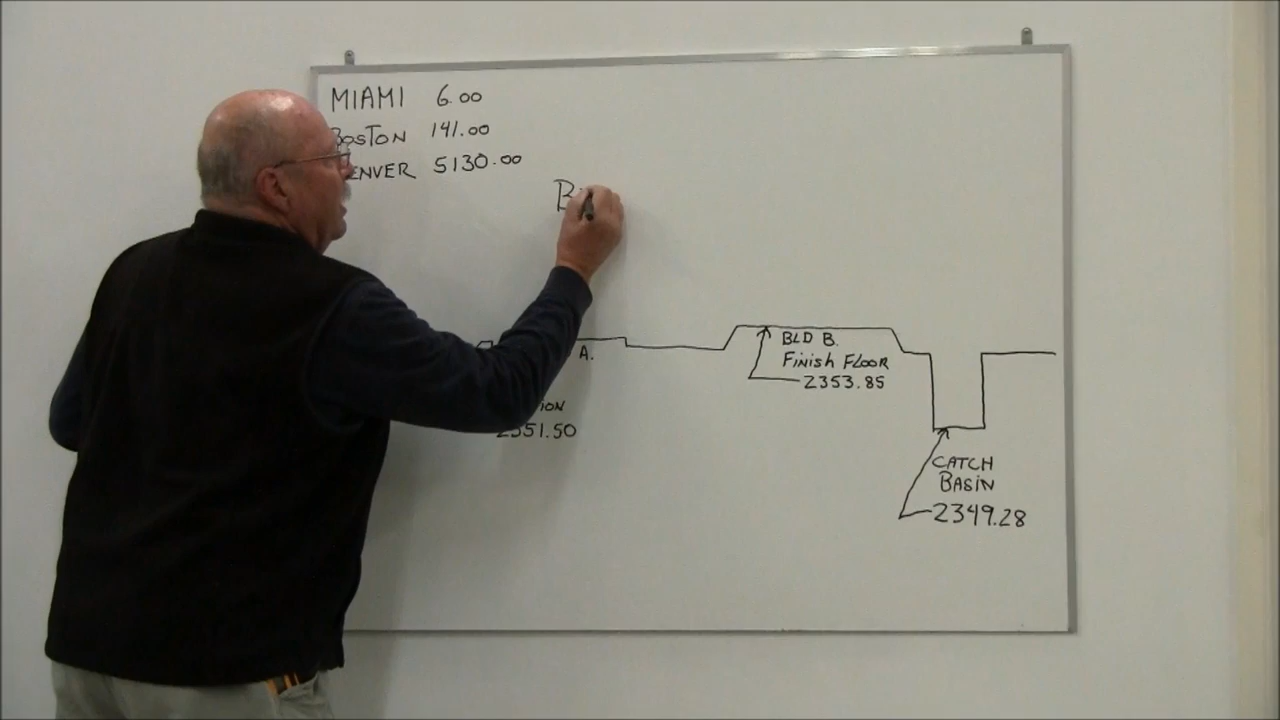 MIAMI 6.00
BOSTON 141.00
DENVER 5130.00
B
A.
2351.50
BLD B.
FINISH FLOOR
2353.85
CATCH
BASIN
2349.28